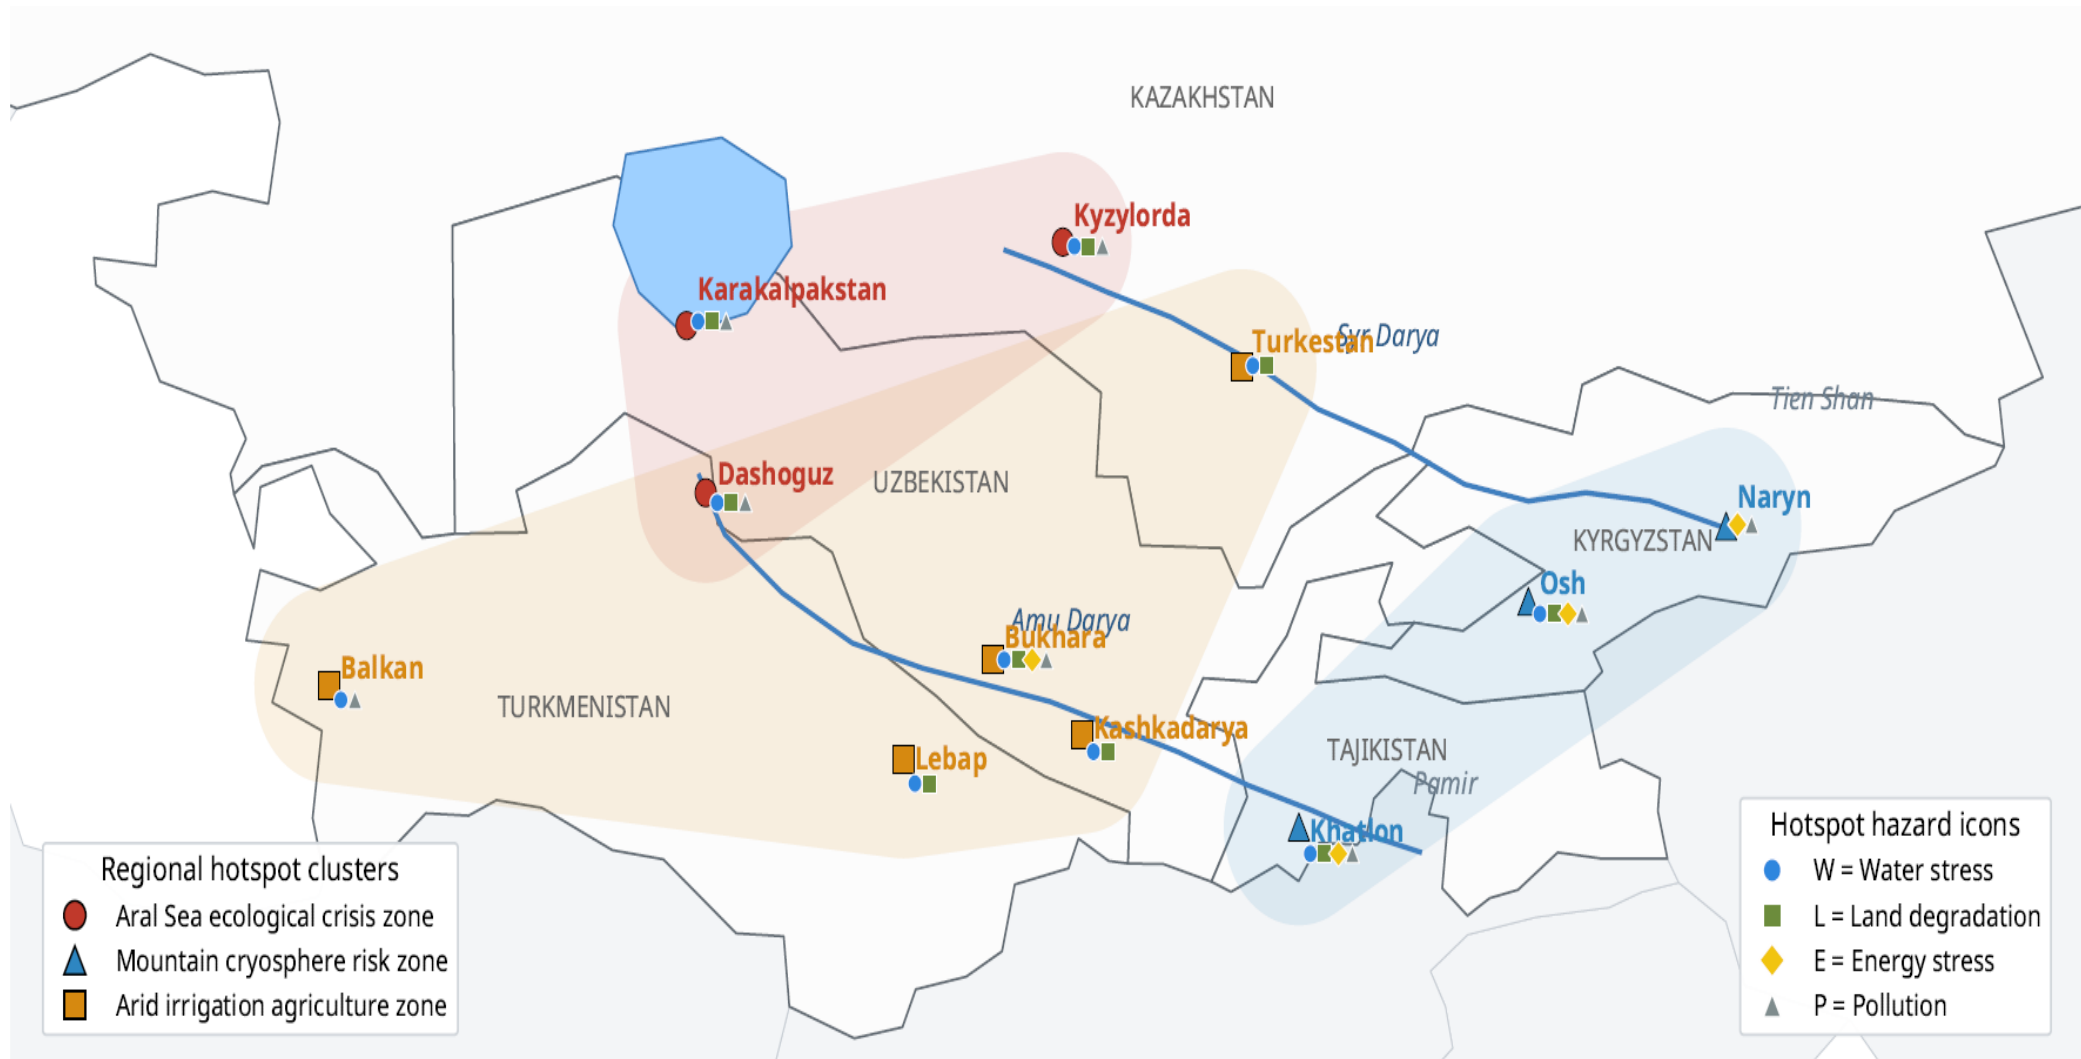 KAZAKHSTAN
Kyzylorda
Karakalpakstan
Turkestan
Syr Darya
Tien Shan
Dashoguz
UZBEKISTAN
Naryn
KYRGYZSTAN
Osh
Amu Darya
Bukhara
Balkan
TURKMENISTAN
Kashkadarya
Lebap
TAJIKISTAN
Pamir
Khatlon
Regional hotspot clusters
Aral Sea ecological crisis zone
Mountain cryosphere risk zone
Arid irrigation agriculture zone
Hotspot hazard icons
W = Water stress
L = Land degradation
E = Energy stress
P = Pollution